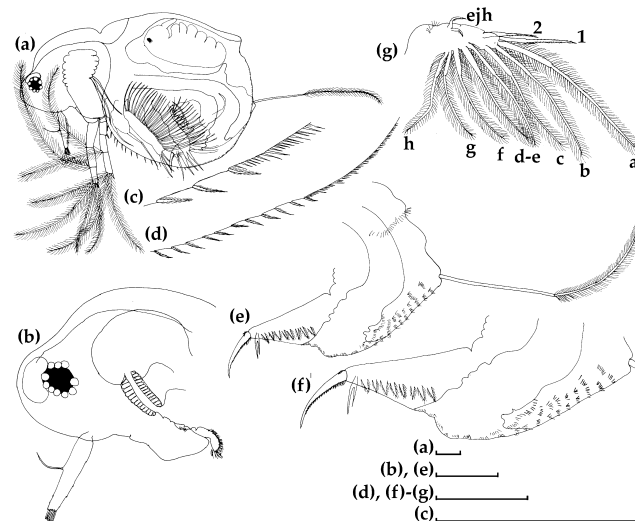 (a)
ejh
2
1
(g)
h
g
f
d-e
c
b
a
(c)
(d)
(e)
(b)
(f)
(a)
(b), (e)
(d), (f)-(g)
(c)